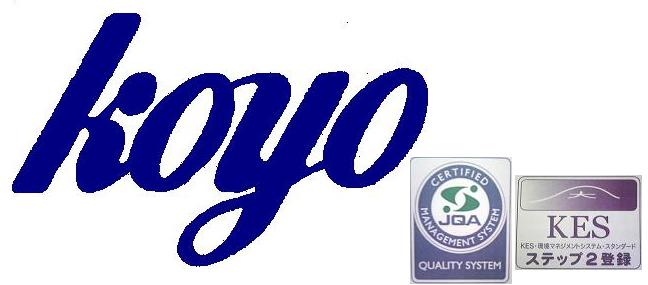 koyo
CERTIFIED
JQA
MANAGEMENT SYSTEM
QUALITY SYSTEM
KES
KES・環境マネジメントシステム・スタンダード
ステップ2登録